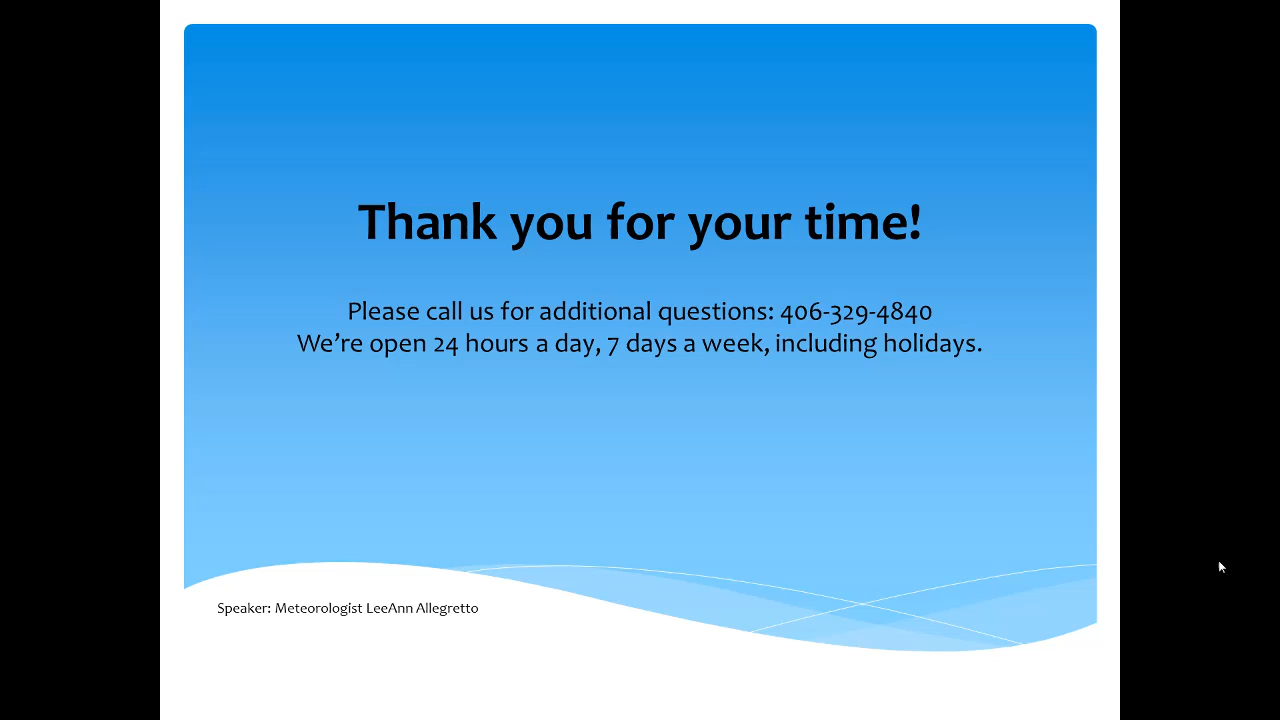 Thank you for your time!
Please call us for additional questions: 406-329-4840
We’re open 24 hours a day, 7 days a week, including holidays.
Speaker: Meteorologist LeeAnn Allegretto